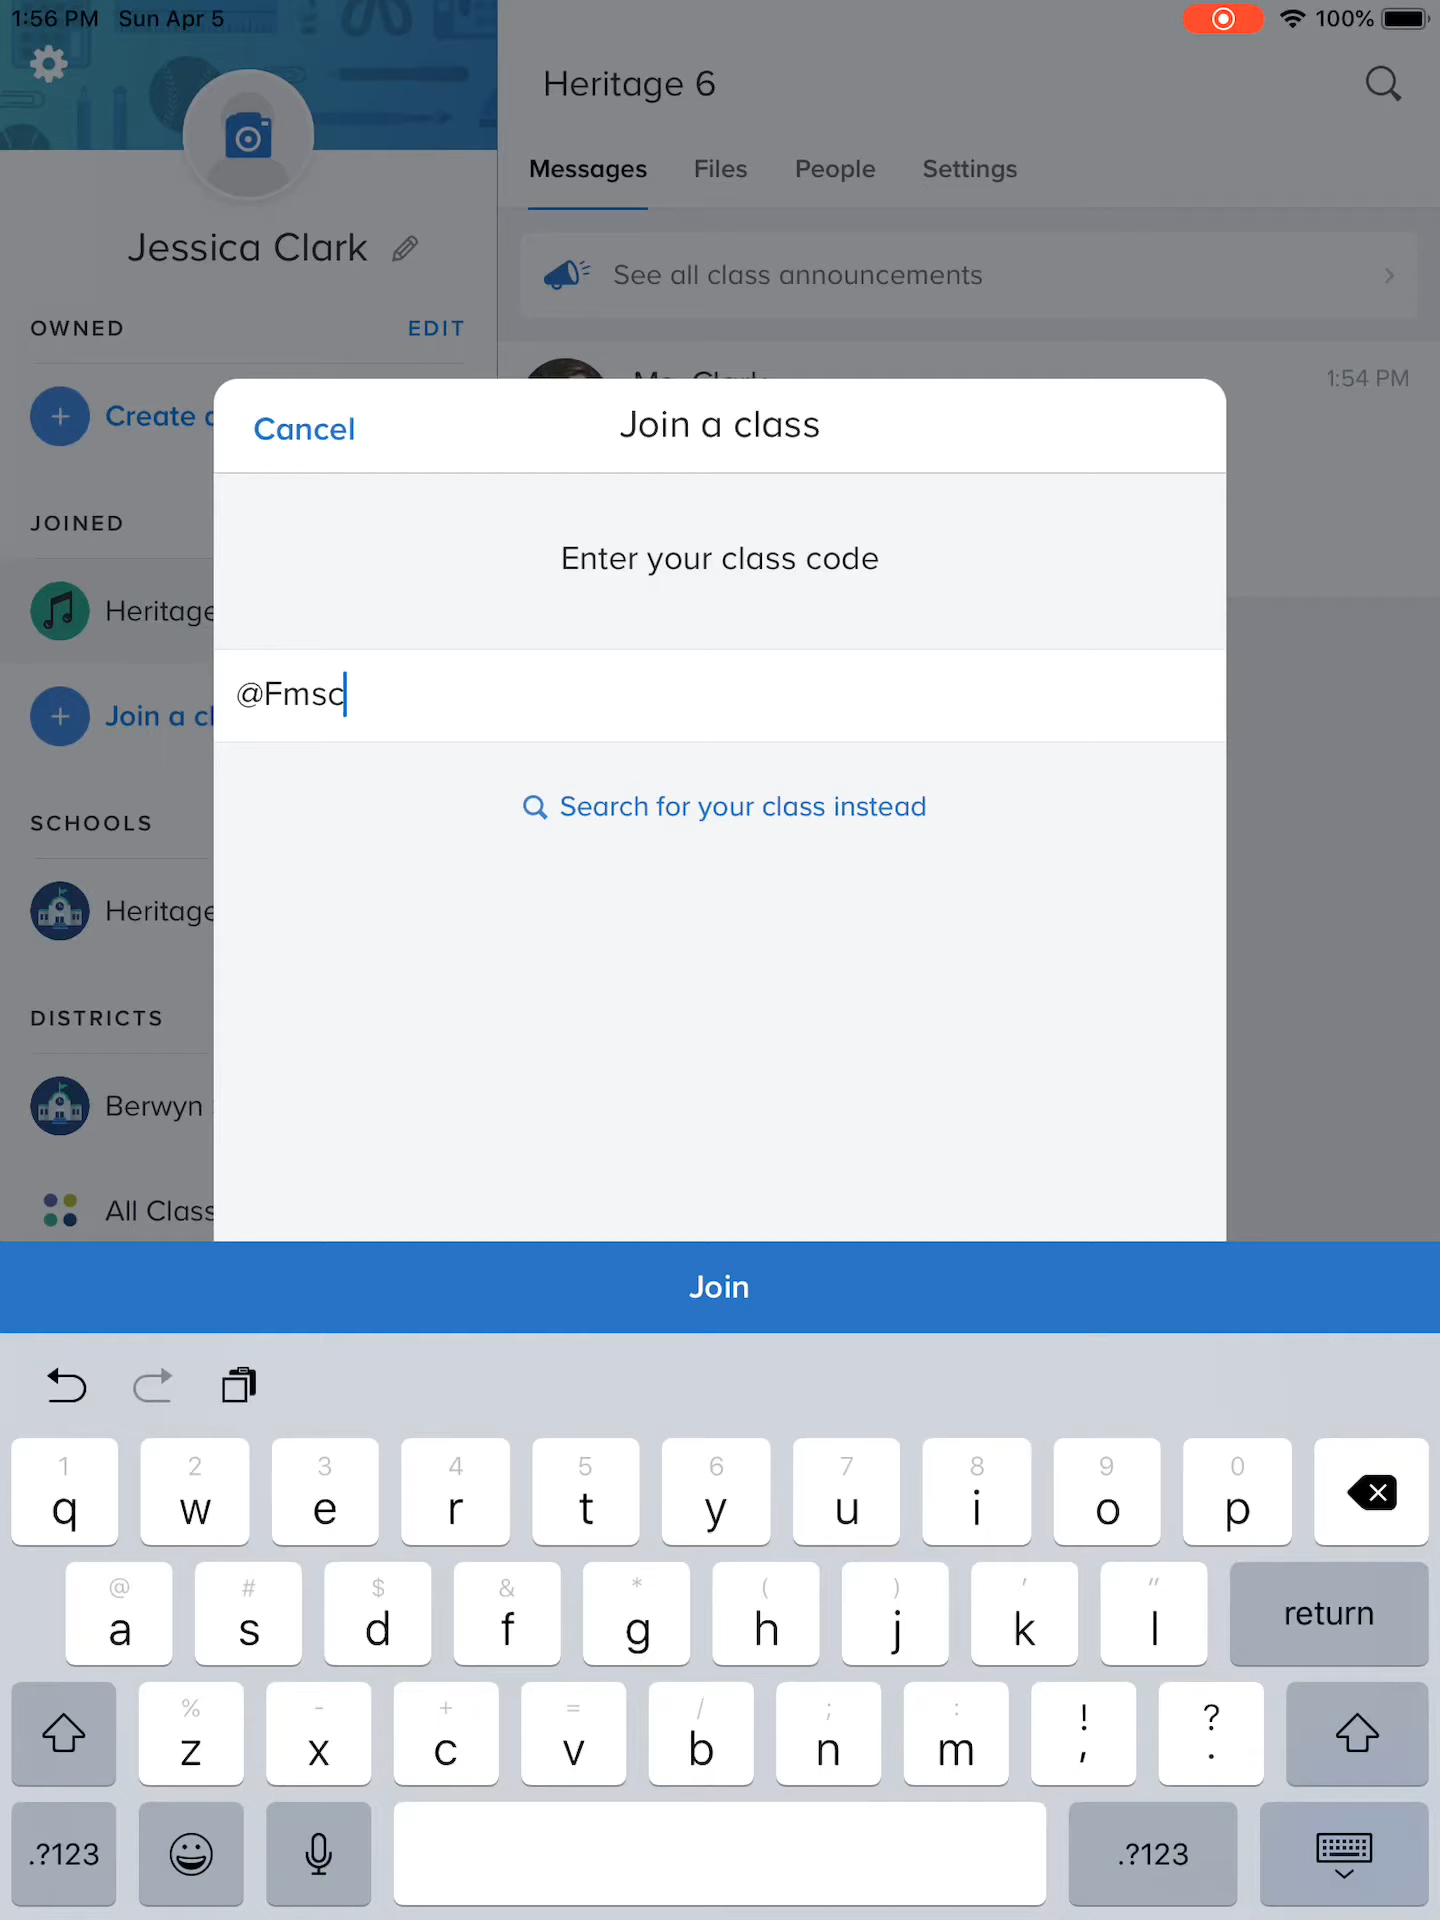 1:56 PM Sun Apr 5
100%
Heritage 6
Messages Files People Settings
Jessica Clark
See all class announcements
OWNED EDIT
1:54 PM
Create
Cancel Join a class
JOINED
Enter your class code
Heritage
@Fmsc
Join a cl
Search for your class instead
SCHOOLS
Heritage
DISTRICTS
Berwyn
All Class
Join
1 2 3 4 5 6 7 8 9 0
q w e r t y u i o p
@ # $ & * ( ) ' "
a s d f g h j k l return
% - + = / ; : ! ?
z x c v b n m , .
.?123 .?123